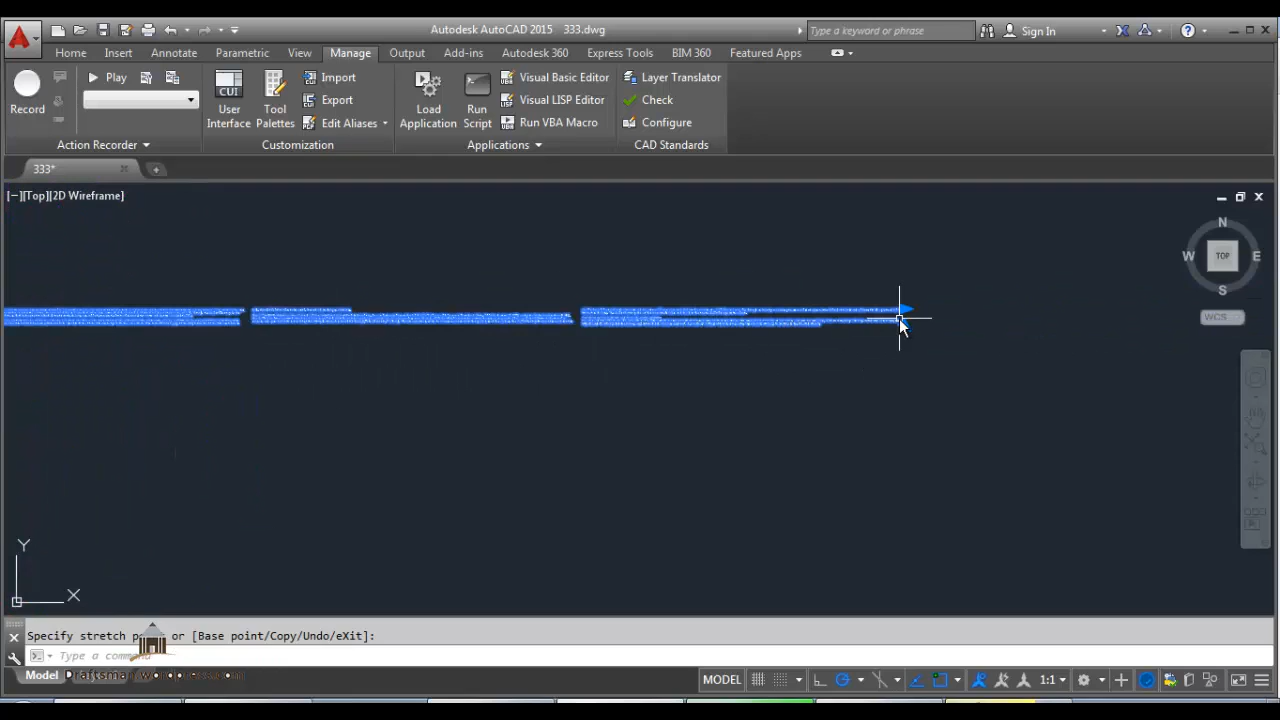 Autodesk AutoCAD 2015 333.dwg
Type a keyword or phrase
Sign In
Home Insert Annotate Parametric View Manage Output Add-ins Autodesk 360 Express Tools BIM 360 Featured Apps
Play Import Visual Basic Editor Layer Translator
CUI
Export Visual LISP Editor Check
Record User Interface Tool Palettes Edit Aliases Load Application Run Script Run VBA Macro Configure
Action Recorder Customization Applications CAD Standards
333*
[−][Top][2D Wireframe]
N
W TOP E
S
WCS
Y
X
Specify stretch p or [Base point/Copy/Undo/eXit]:
Type a command
Model
MODEL 1:1